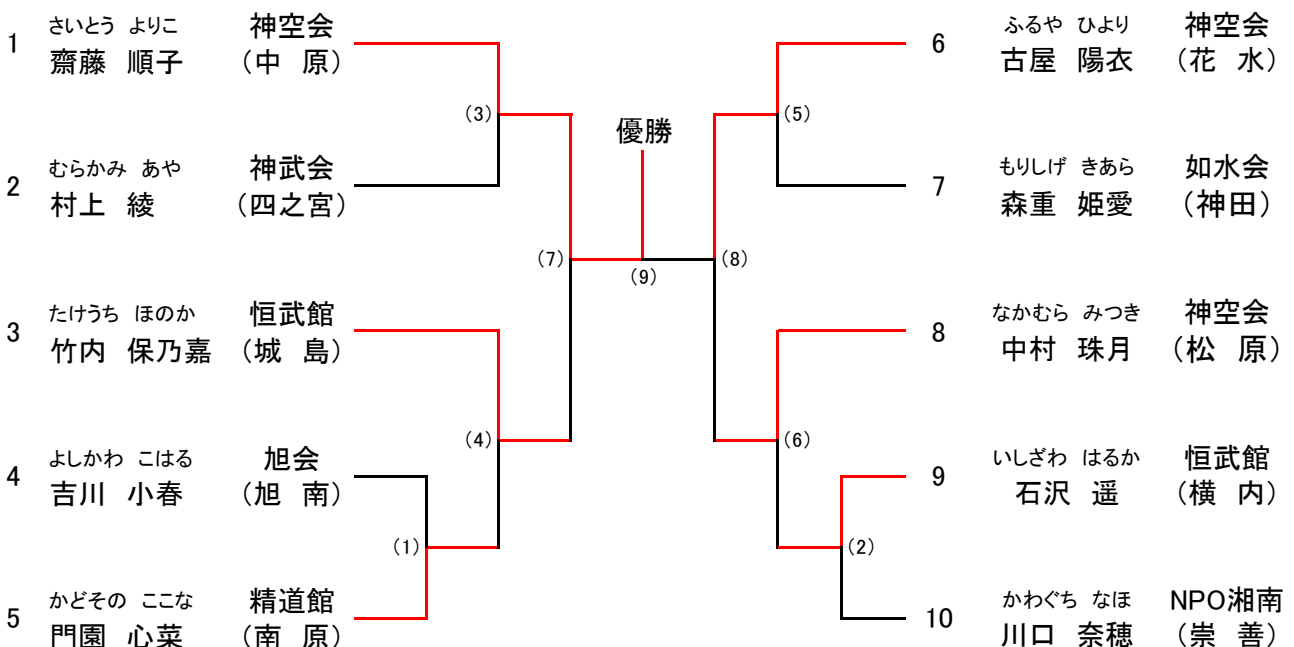 1 さいとう よりこ 神空会
齋藤 順子 （中 原）
（3）
2 むらかみ あや 神武会
村上 綾 （四之宮）
（7）
3 たけうち ほのか 恒武館
竹内 保乃嘉 （城 島）
（4）
4 よしかわ こはる 旭会
吉川 小春 （旭 南）
（1）
5 かどその ここな 精道館
門園 心菜 （南 原）
優勝
（9）
6 ふるや ひより 神空会
古屋 陽衣 （花 水）
（5）
7 もりしげ きあら 如水会
森重 姫愛 （神田）
（8）
8 なかむら みつき 神空会
中村 珠月 （松 原）
（6）
9 いしざわ はるか 恒武館
石沢 遥 （横 内）
（2）
10 かわぐち なほ NPO湘南
川口 奈穂 （崇 善）